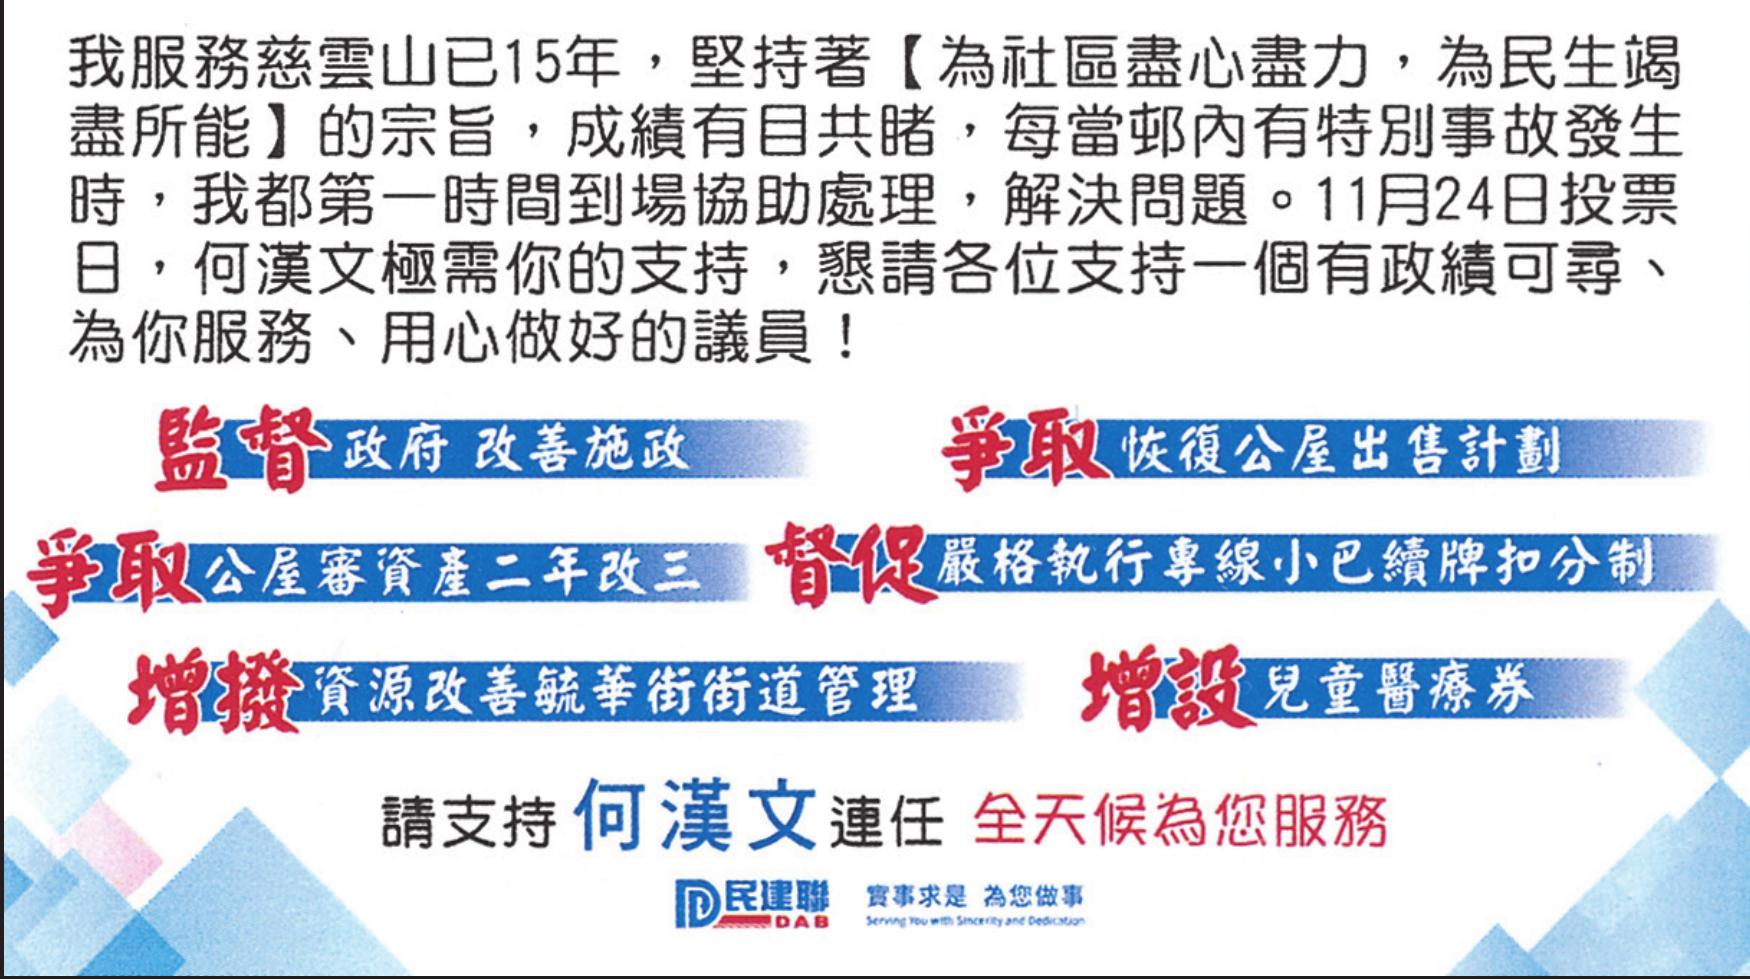 我服務慈雲山已15年，堅持著【為社區盡心盡力，為民生竭
盡所能】的宗旨，成績有目共睹，每當邨內有特別事故發生
時，我都第一時間到場協助處理，解決問題。11月24日投票
日，何漢文極需你的支持，懇請各位支持一個有政績可尋、
為你服務、用心做好的議員！
監督政府 改善施政
爭取恢復公屋出售計劃
爭取公屋審資產二年改三
督促嚴格執行專線小巴續牌扣分制
增撥資源改善毓華街街道管理
增設兒童醫療券
請支持 何漢文連任 全天候為您服務
民建聯 實事求是 為您做事
DAB Serving You with Sincerity and Dedication